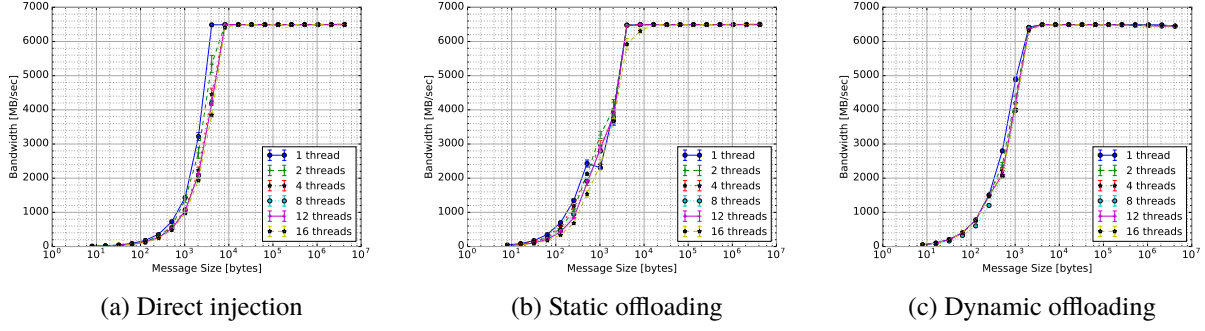 7000
6000
5000
4000
3000
2000
1000
0
Bandwidth [MB/sec]
10^0 10^1 10^2 10^3 10^4 10^5 10^6 10^7
Message Size [bytes]
1 thread
2 threads
4 threads
8 threads
12 threads
16 threads
(a) Direct injection
7000
6000
5000
4000
3000
2000
1000
0
Bandwidth [MB/sec]
10^0 10^1 10^2 10^3 10^4 10^5 10^6 10^7
Message Size [bytes]
1 thread
2 threads
4 threads
8 threads
12 threads
16 threads
(b) Static offloading
7000
6000
5000
4000
3000
2000
1000
0
Bandwidth [MB/sec]
10^0 10^1 10^2 10^3 10^4 10^5 10^6 10^7
Message Size [bytes]
1 thread
2 threads
4 threads
8 threads
12 threads
16 threads
(c) Dynamic offloading